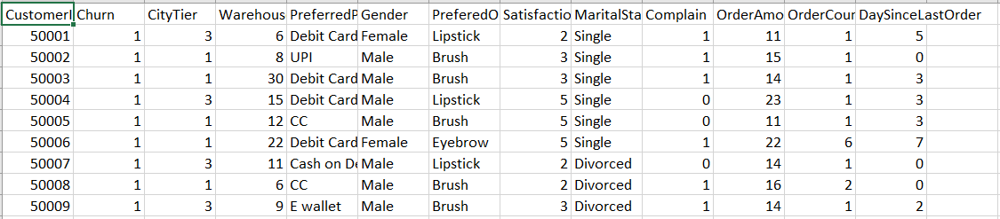 CustomerI Churn CityTier Warehous PreferredP Gender PreferedO Satisfactio MaritalSta Complain OrderAmo OrderCour DaySinceLastOrder
50001 1 3 6 Debit Card Female Lipstick 2 Single 1 11 1 5
50002 1 1 8 UPI Male Brush 3 Single 1 15 1 0
50003 1 1 30 Debit Card Male Brush 3 Single 1 14 1 3
50004 1 3 15 Debit Card Male Lipstick 5 Single 0 23 1 3
50005 1 1 12 CC Male Brush 5 Single 0 11 1 3
50006 1 1 22 Debit Card Female Eyebrow 5 Single 1 22 6 7
50007 1 3 11 Cash on De Male Lipstick 2 Divorced 0 14 1 0
50008 1 1 6 CC Male Brush 2 Divorced 1 16 2 0
50009 1 3 9 E wallet Male Brush 3 Divorced 1 14 1 2